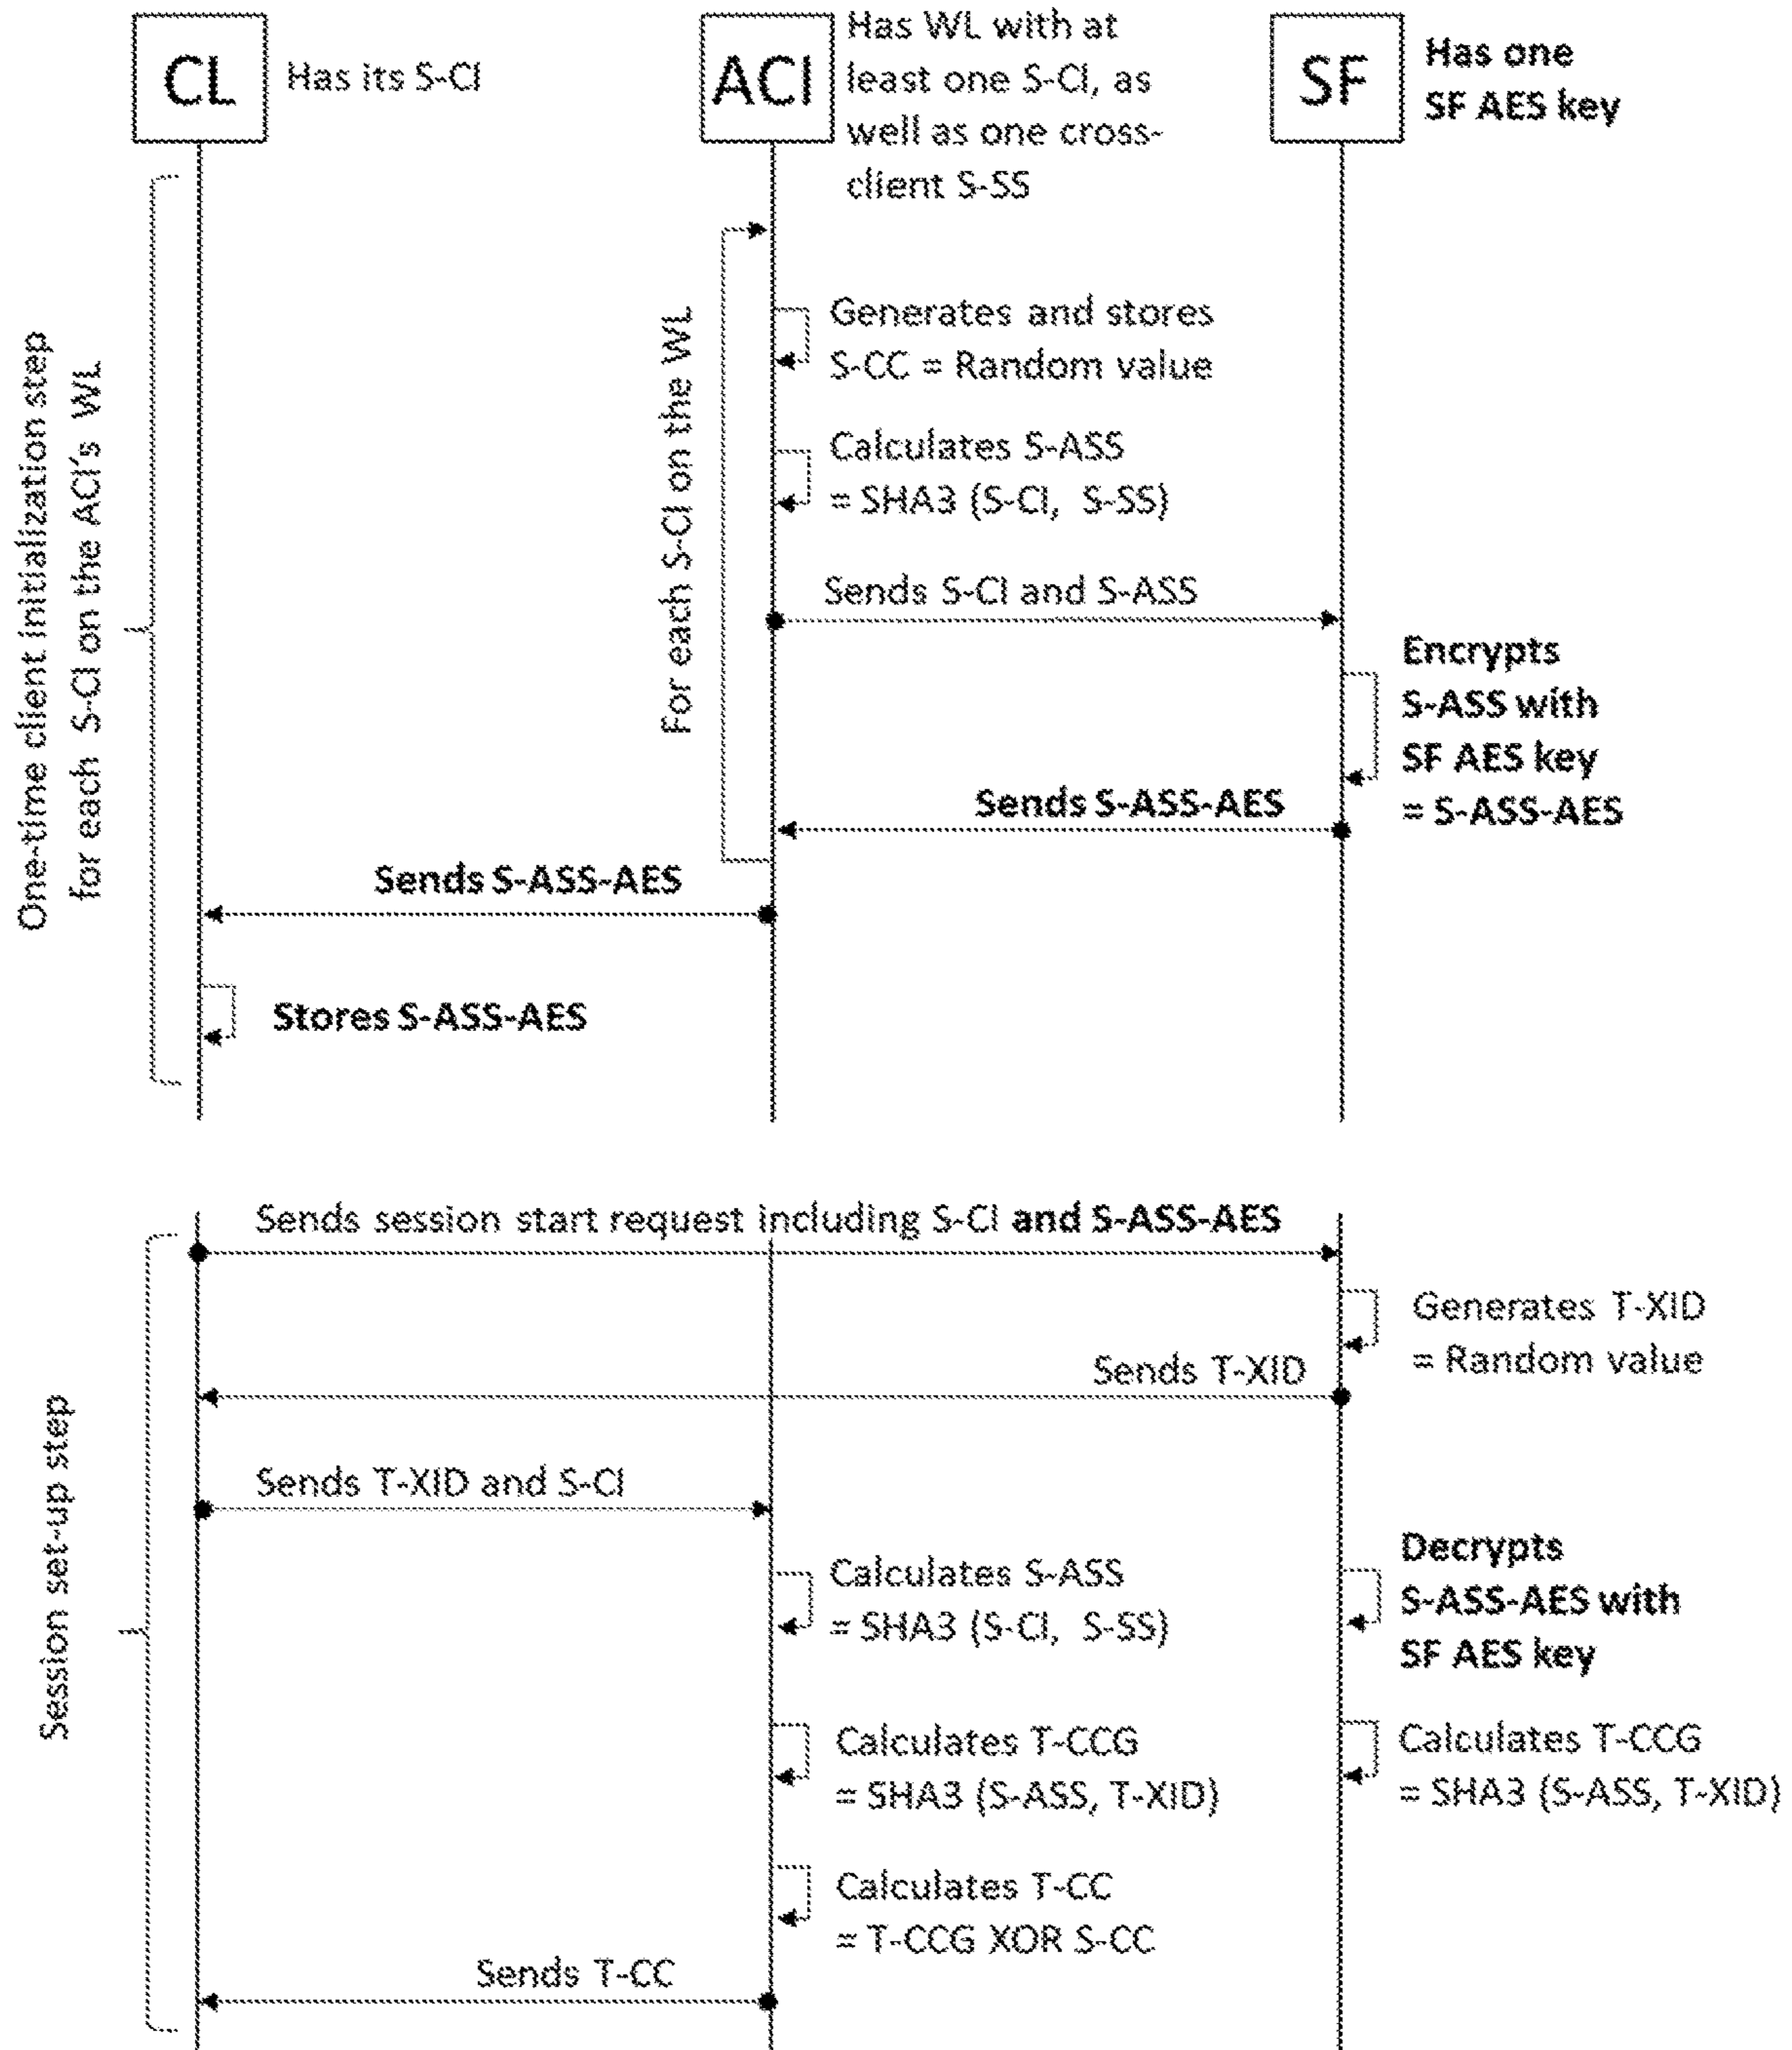 CL
Has its S-CI
ACI
Has WL with at
least one S-CI, as
well as one cross-
client S-SS
SF
Has one
SF AES key
One-time client initialization step
for each S-CI on the ACI's WL
For each S-CI on the WL
Generates and stores
S-CC = Random value
Calculates S-ASS
= SHA3 (S-CI, S-SS)
Sends S-CI and S-ASS
Encrypts
S-ASS with
SF AES key
= S-ASS-AES
Sends S-ASS-AES
Sends S-ASS-AES
Stores S-ASS-AES
Session set-up step
Sends session start request including S-CI and S-ASS-AES
Generates T-XID
= Random value
Sends T-XID
Sends T-XID and S-CI
Calculates S-ASS
= SHA3 (S-CI, S-SS)
Decrypts
S-ASS-AES with
SF AES key
Calculates T-CCG
= SHA3 (S-ASS, T-XID)
Calculates T-CCG
= SHA3 (S-ASS, T-XID)
Calculates T-CC
= T-CCG XOR S-CC
Sends T-CC